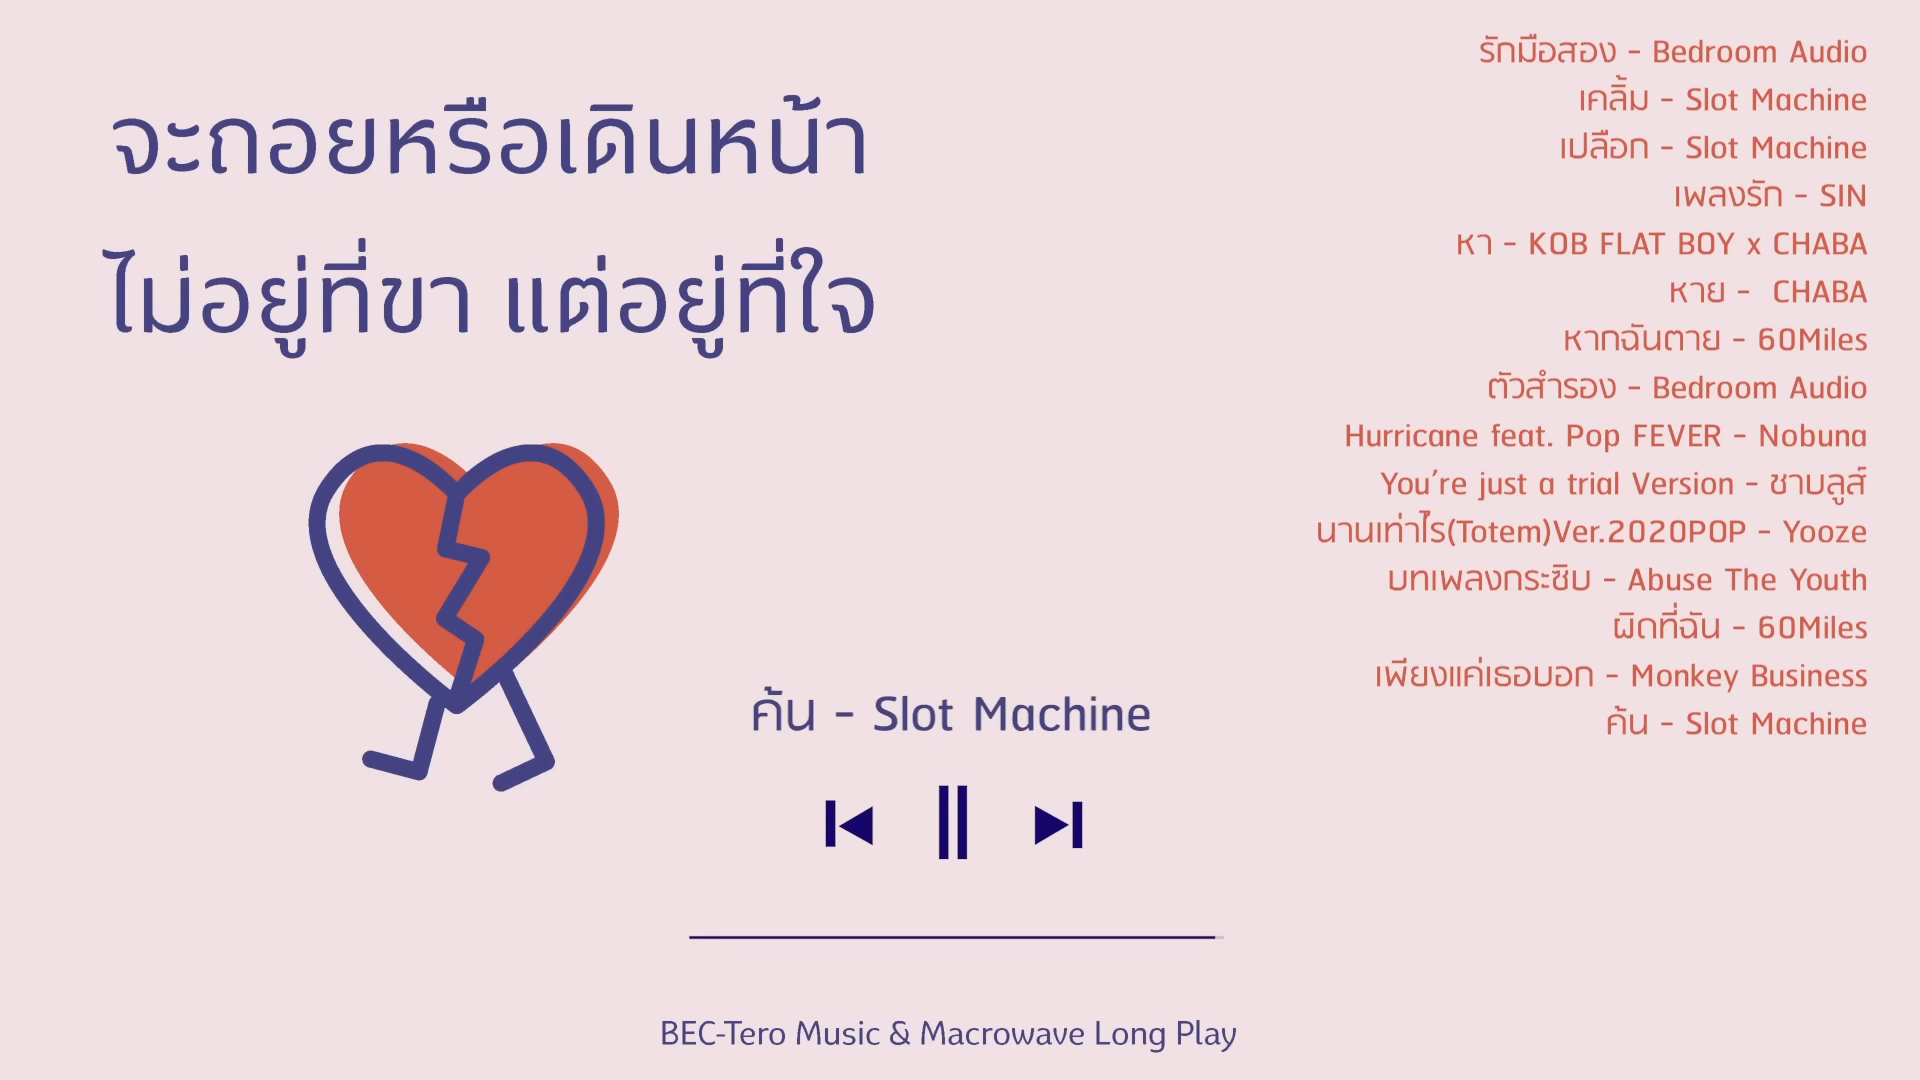 จะถอยหรือเดินหน้า
ไม่อยู่ที่ขา แต่อยู่ที่ใจ
รักมือสอง - Bedroom Audio
เคลิ้ม - Slot Machine
เปลือก - Slot Machine
เพลงรัก - SIN
หา - KOB FLAT BOY x CHABA
หาย - CHABA
หากฉันตาย - 60Miles
ตัวสำรอง - Bedroom Audio
Hurricane feat. Pop FEVER - Nobuna
You're just a trial Version - ชาบลูส์
นานเท่าไร(Totem)Ver.2020POP - Yooze
บทเพลงกระซิบ - Abuse The Youth
ผิดที่ฉัน - 60Miles
เพียงแค่เธอบอก - Monkey Business
ค้น - Slot Machine
ค้น - Slot Machine
BEC-Tero Music & Macrowave Long Play